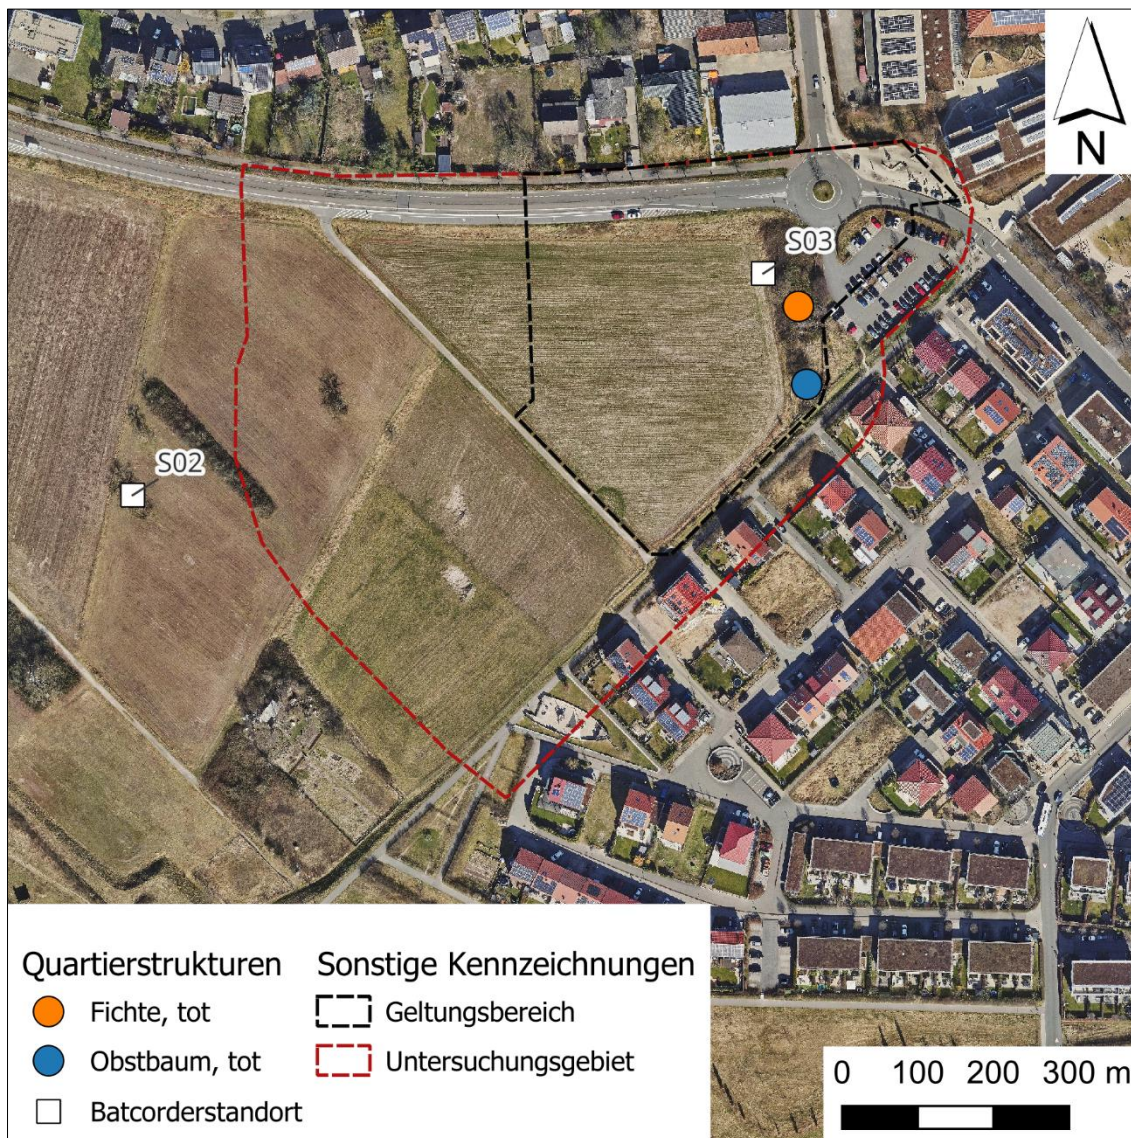 N
S03
S02
Quartierstrukturen
Fichte, tot
Obstbaum, tot
Batcorderstandort
Sonstige Kennzeichnungen
Geltungsbereich
Untersuchungsgebiet
0 100 200 300 m